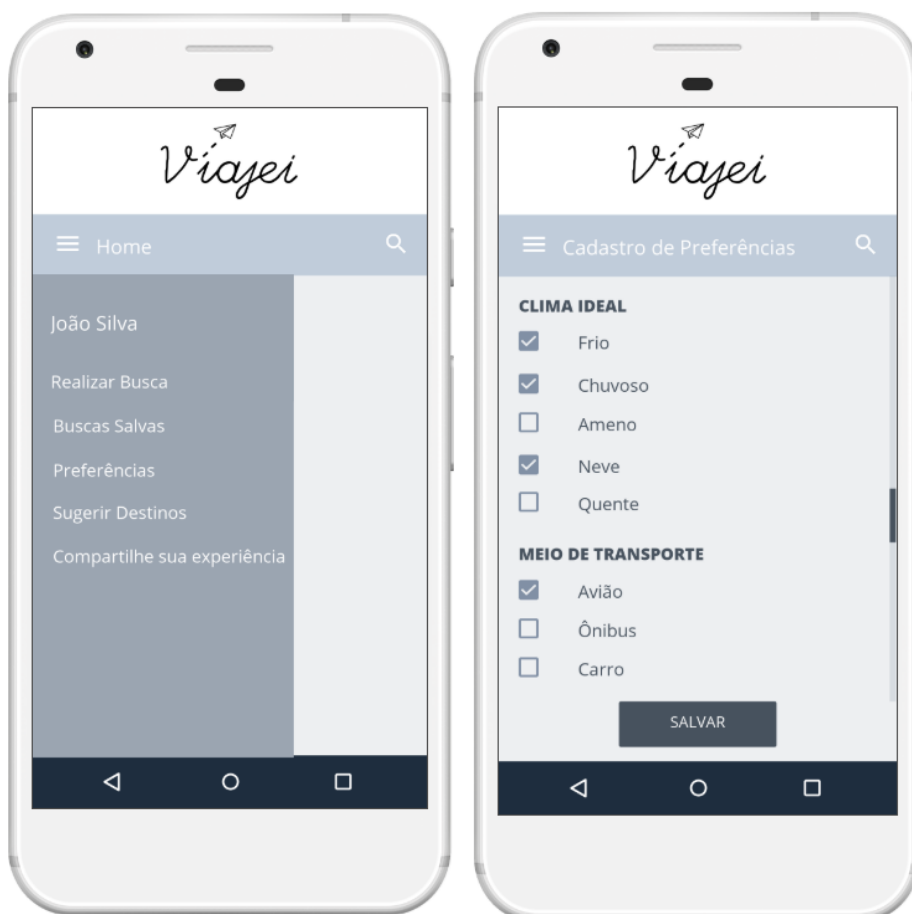 Viajei
Home
João Silva
Realizar Busca
Buscas Salvas
Preferências
Sugerir Destinos
Compartilhe sua experiência
Viajei
Cadastro de Preferências
CLIMA IDEAL
Frio
Chuvoso
Ameno
Neve
Quente
MEIO DE TRANSPORTE
Avião
Ônibus
Carro
SALVAR